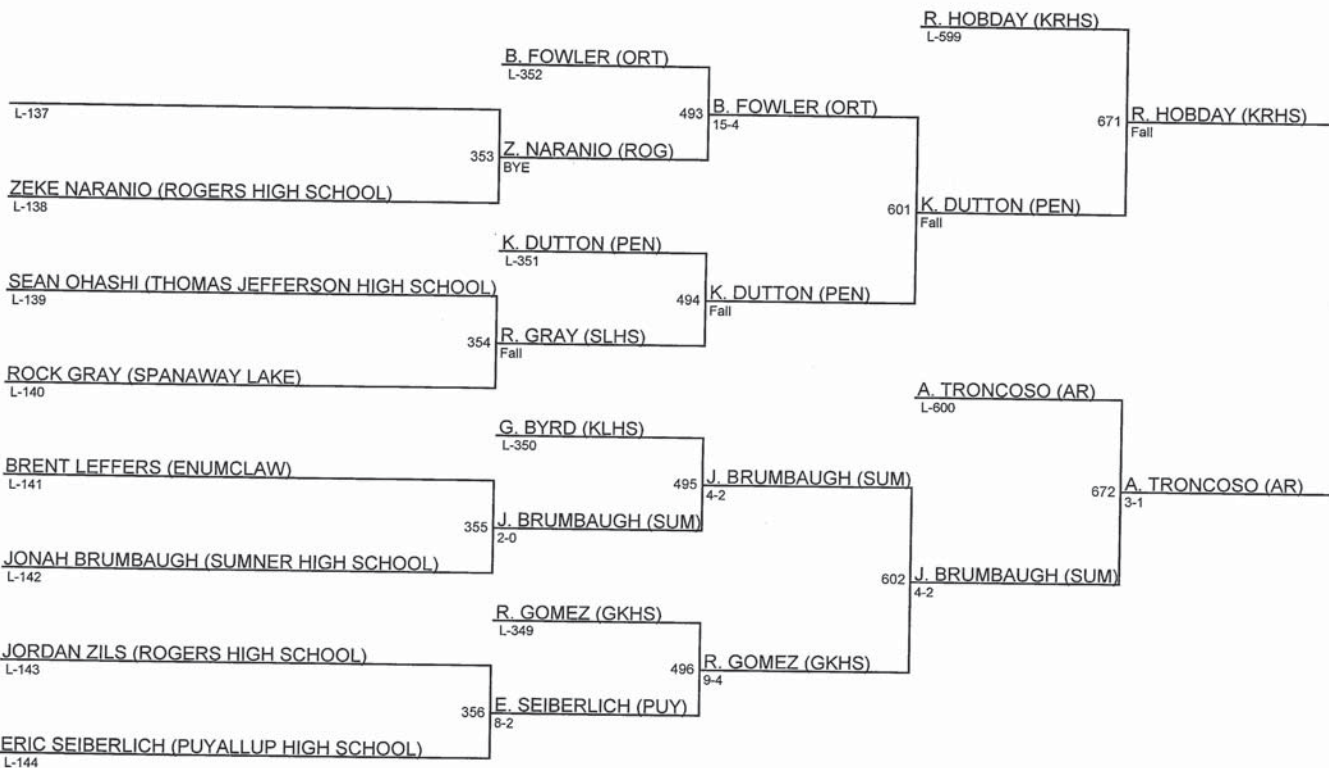 R. HOBDAY (KRHS)
L-599
B. FOWLER (ORT)
L-352
L-137
493 B. FOWLER (ORT)
15-4
671 R. HOBDAY (KRHS)
Fall
353 Z. NARANIO (ROG)
BYE
ZEKE NARANIO (ROGERS HIGH SCHOOL)
L-138
601 K. DUTTON (PEN)
Fall
K. DUTTON (PEN)
L-351
SEAN OHASHI (THOMAS JEFFERSON HIGH SCHOOL)
L-139
494 K. DUTTON (PEN)
Fall
354 R. GRAY (SLHS)
Fall
ROCK GRAY (SPANAWAY LAKE)
L-140
A. TRONCOSO (AR)
L-600
G. BYRD (KLHS)
L-350
BRENT LEFFERS (ENUMCLAW)
L-141
495 J. BRUMBAUGH (SUM)
4-2
672 A. TRONCOSO (AR)
3-1
355 J. BRUMBAUGH (SUM)
2-0
JONAH BRUMBAUGH (SUMNER HIGH SCHOOL)
L-142
602 J. BRUMBAUGH (SUM)
4-2
R. GOMEZ (GKHS)
L-349
JORDAN ZILS (ROGERS HIGH SCHOOL)
L-143
496 R. GOMEZ (GKHS)
9-4
356 E. SEIBERLICH (PUY)
8-2
ERIC SEIBERLICH (PUYALLUP HIGH SCHOOL)
L-144